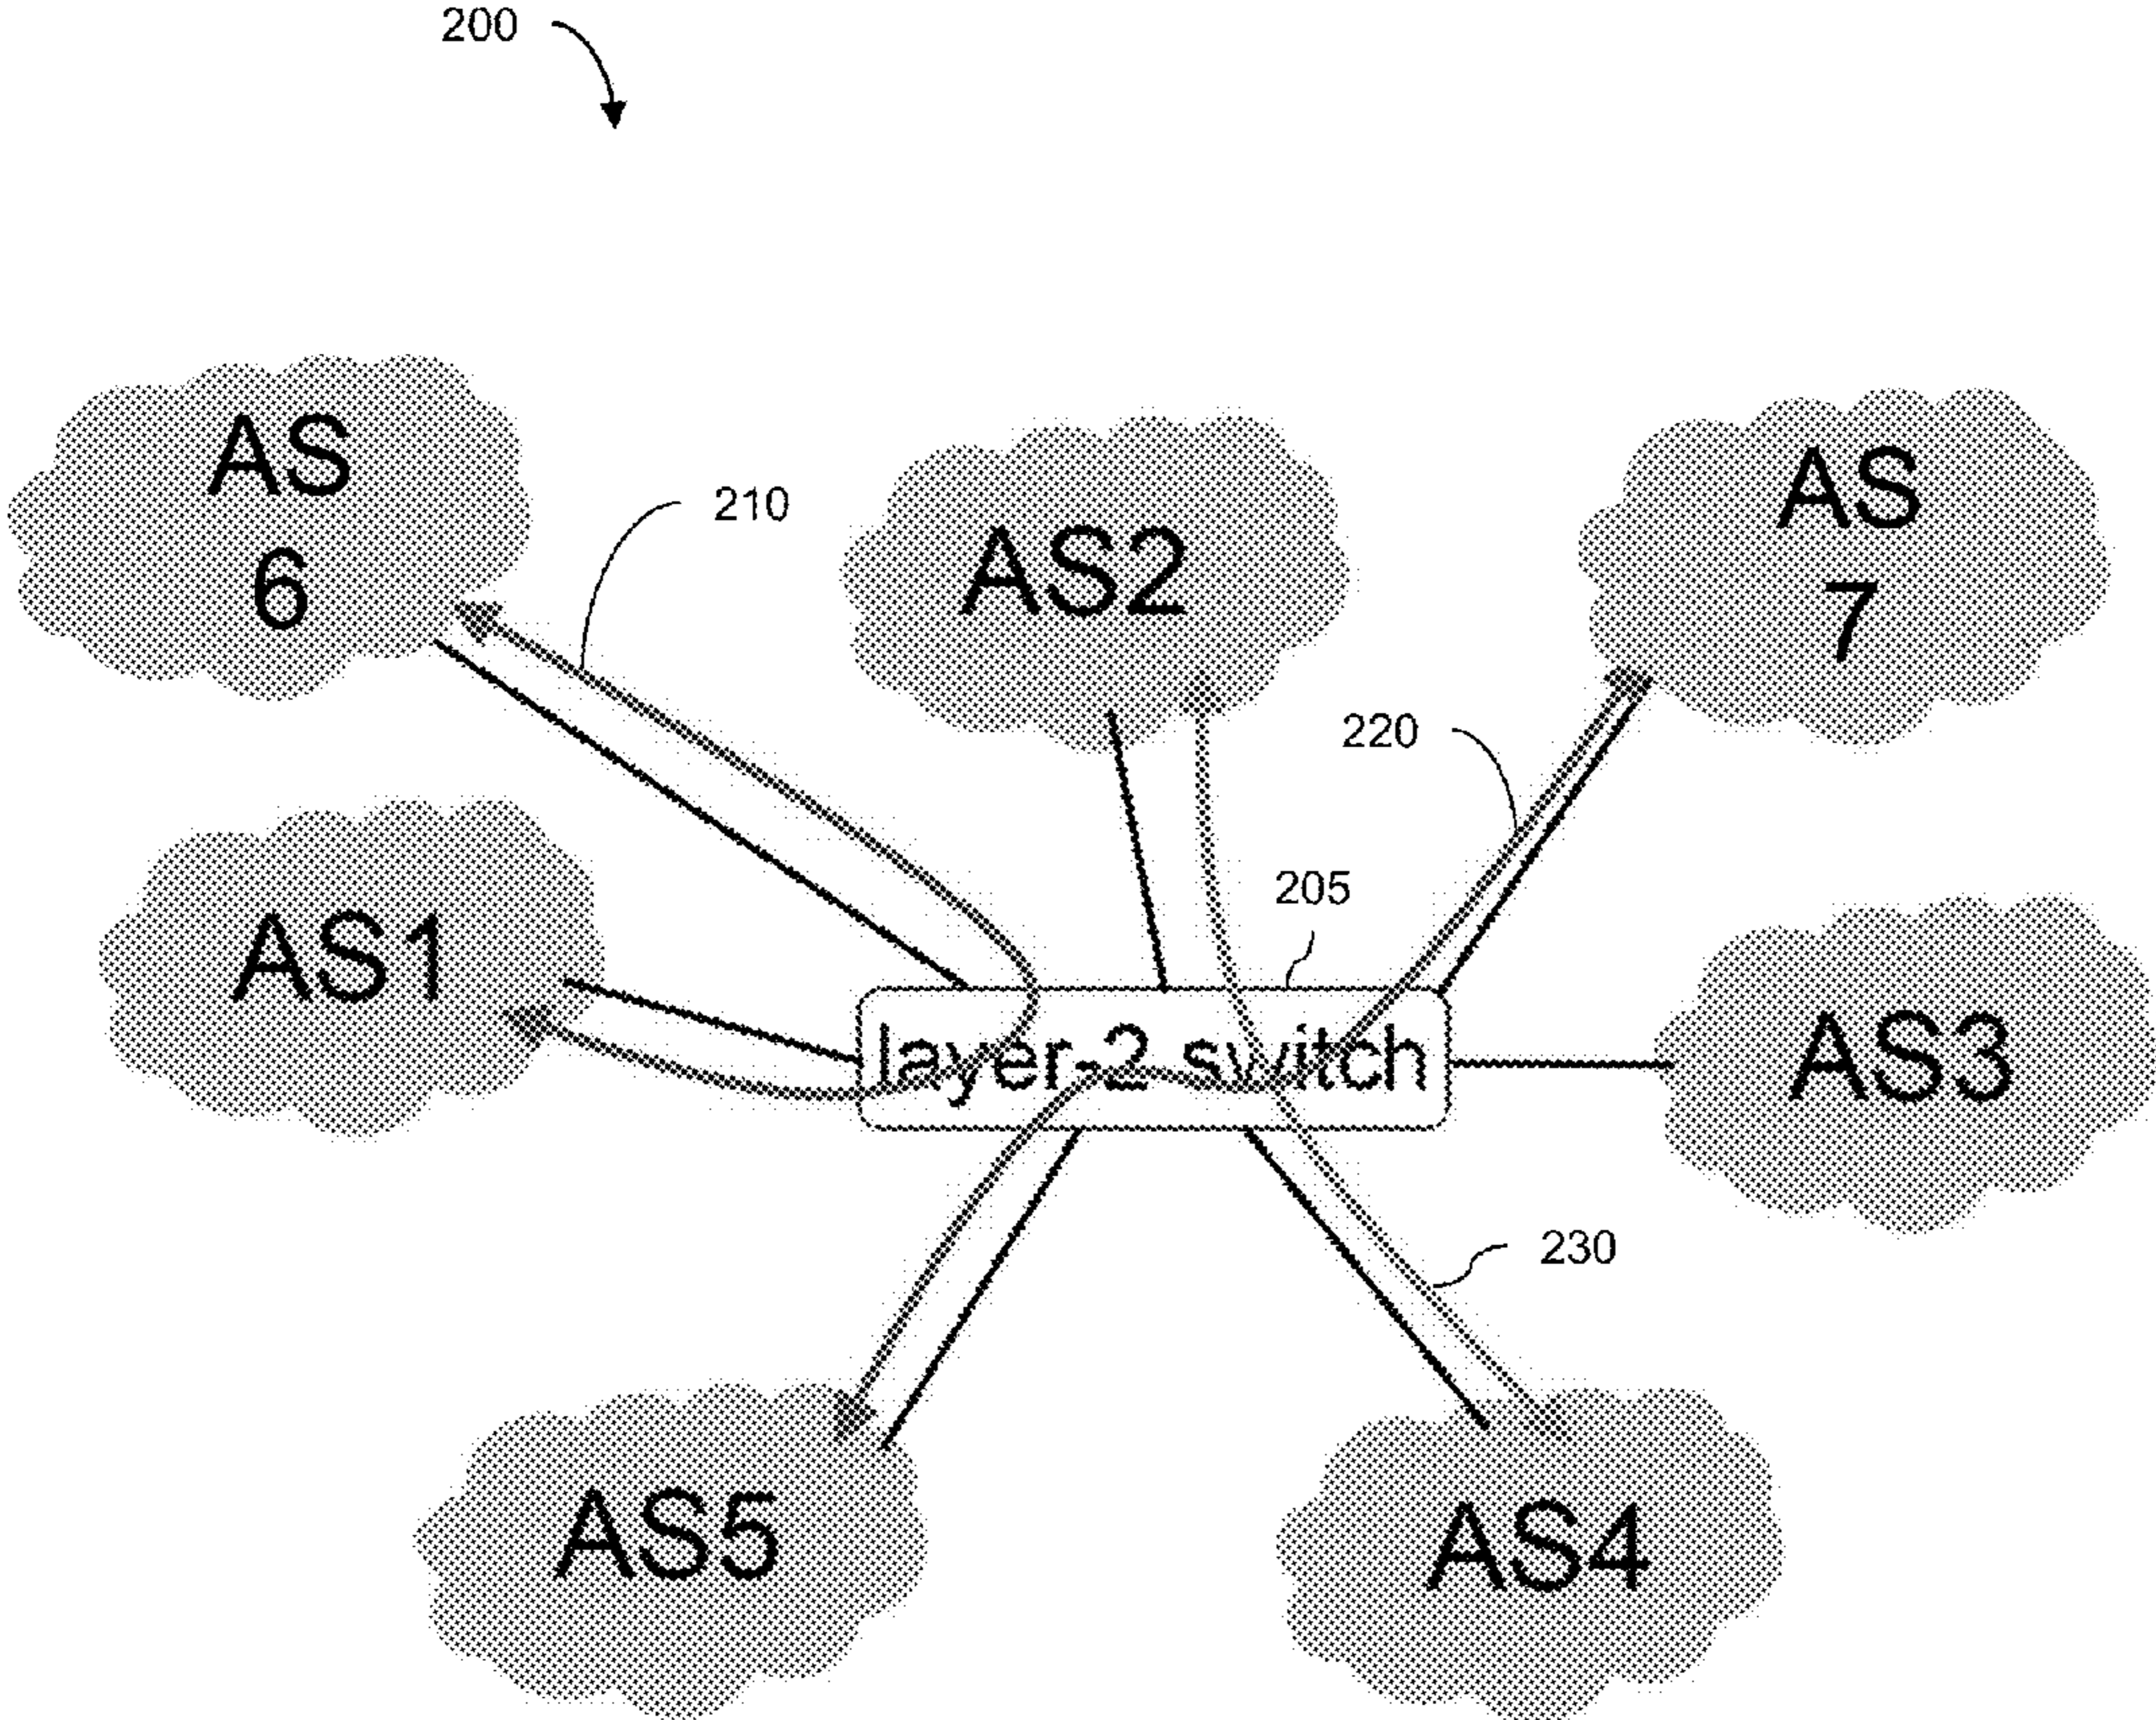 200
AS
6
210
AS2
AS
7
220
205
AS1
layer-2 switch
AS3
230
AS5
AS4